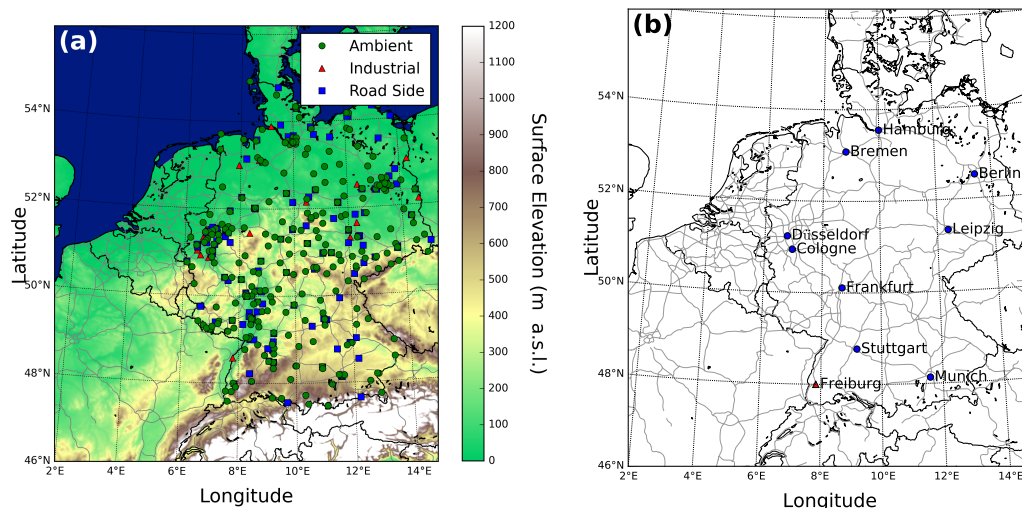 (a)
Ambient
Industrial
Road Side
54°N
52°N
50°N
48°N
46°N
2°E
4°E
6°E
8°E
10°E
12°E
14°E
Latitude
Longitude
1200
1100
1000
900
800
700
600
500
400
300
200
100
0
Surface Elevation (m a.s.l.)
(b)
Hamburg
Bremen
Berlin
Düsseldorf
Cologne
Leipzig
Frankfurt
Stuttgart
Munch
Freiburg
54°N
52°N
50°N
48°N
46°N
2°E
4°E
6°E
8°E
10°E
12°E
14°E
Latitude
Longitude